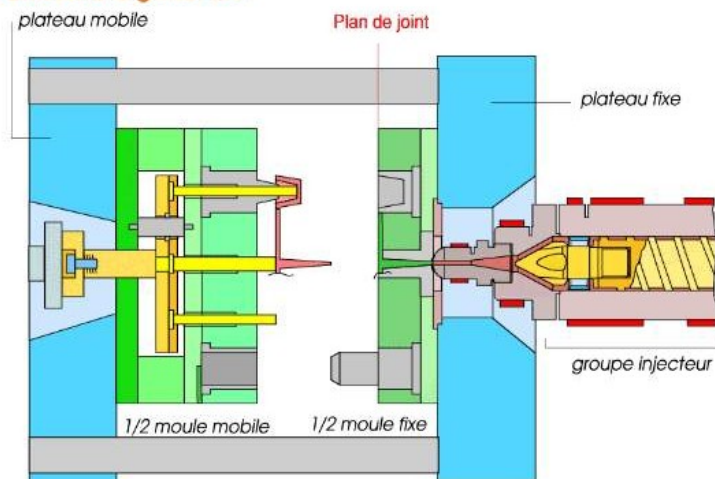 plateau mobile
Plan de joint
plateau fixe
groupe injecteur
1/2 moule mobile
1/2 moule fixe